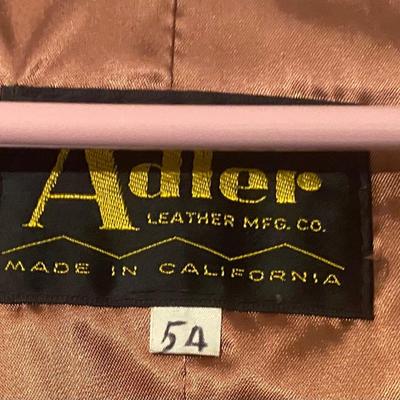 Adler
LEATHER MFG. CO.
MADE IN CALIFORNIA
54